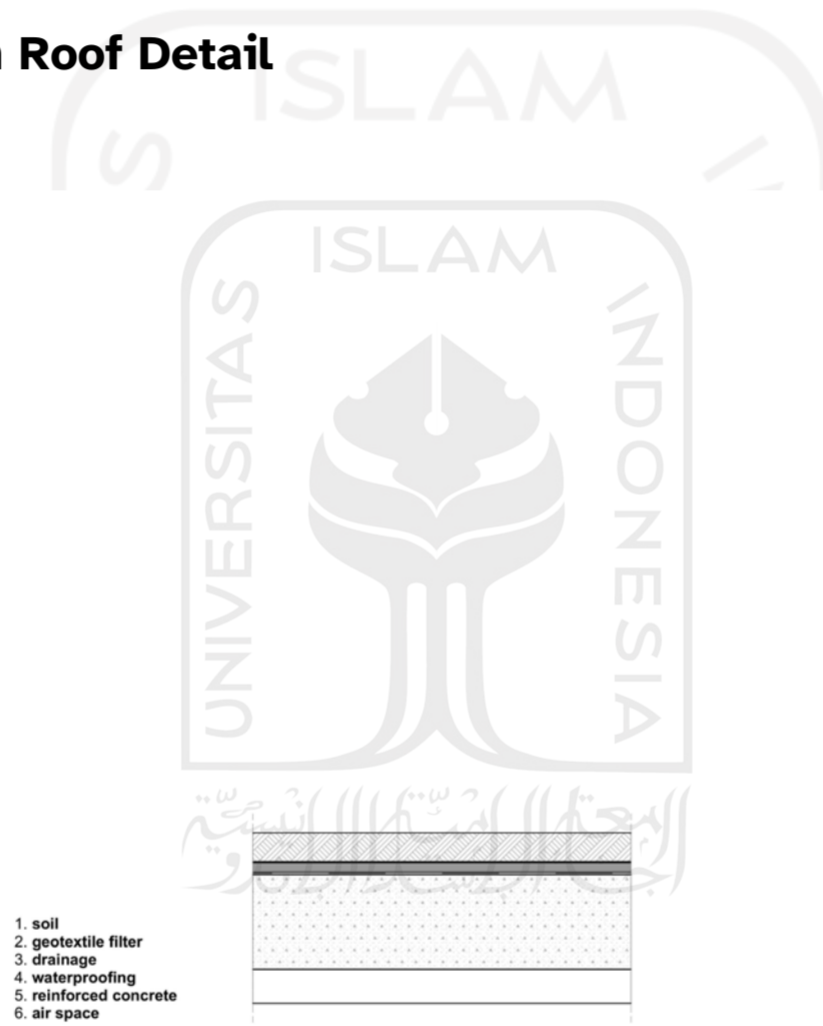 Roof Detail
ISLAM
ISLAM
UNIVERSITAS
INDONESIA
1. soil
2. geotextile filter
3. drainage
4. waterproofing
5. reinforced concrete
6. air space